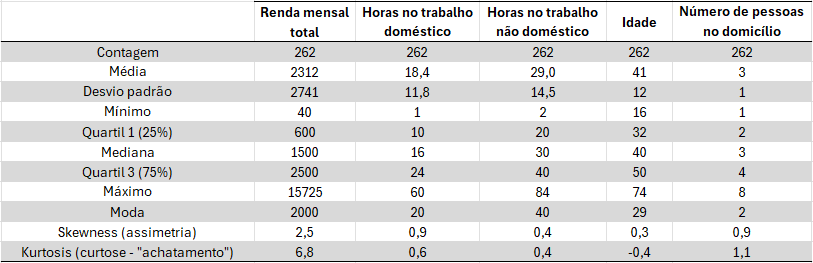 Renda mensal total Horas no trabalho doméstico Horas no trabalho não doméstico Idade Número de pessoas no domicílio
Contagem 262 262 262 262 262
Média 2312 18,4 29,0 41 3
Desvio padrão 2741 11,8 14,5 12 1
Mínimo 40 1 2 16 1
Quartil 1 (25%) 600 10 20 32 2
Mediana 1500 16 30 40 3
Quartil 3 (75%) 2500 24 40 50 4
Máximo 15725 60 84 74 8
Moda 2000 20 40 29 2
Skewness (assimetria) 2,5 0,9 0,4 0,3 0,9
Kurtosis (curtose - "achatamento") 6,8 0,6 0,4 -0,4 1,1